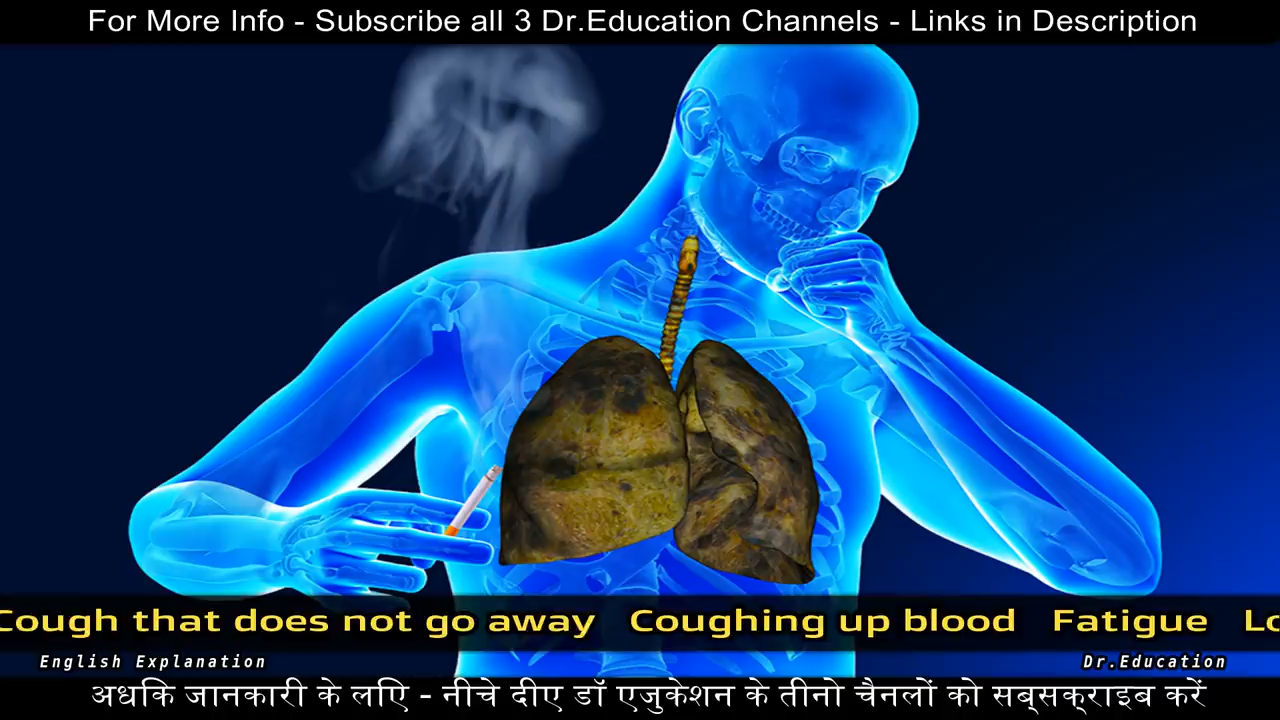 For More Info - Subscribe all 3 Dr.Education Channels - Links in Description
Cough that does not go away Coughing up blood Fatigue
English Explanation Dr.Education
अधकि जानकारी के लएि - नीचे दीए डॉ एजुकेशन के तीनो चैनलों को सब्सक्राइब करें